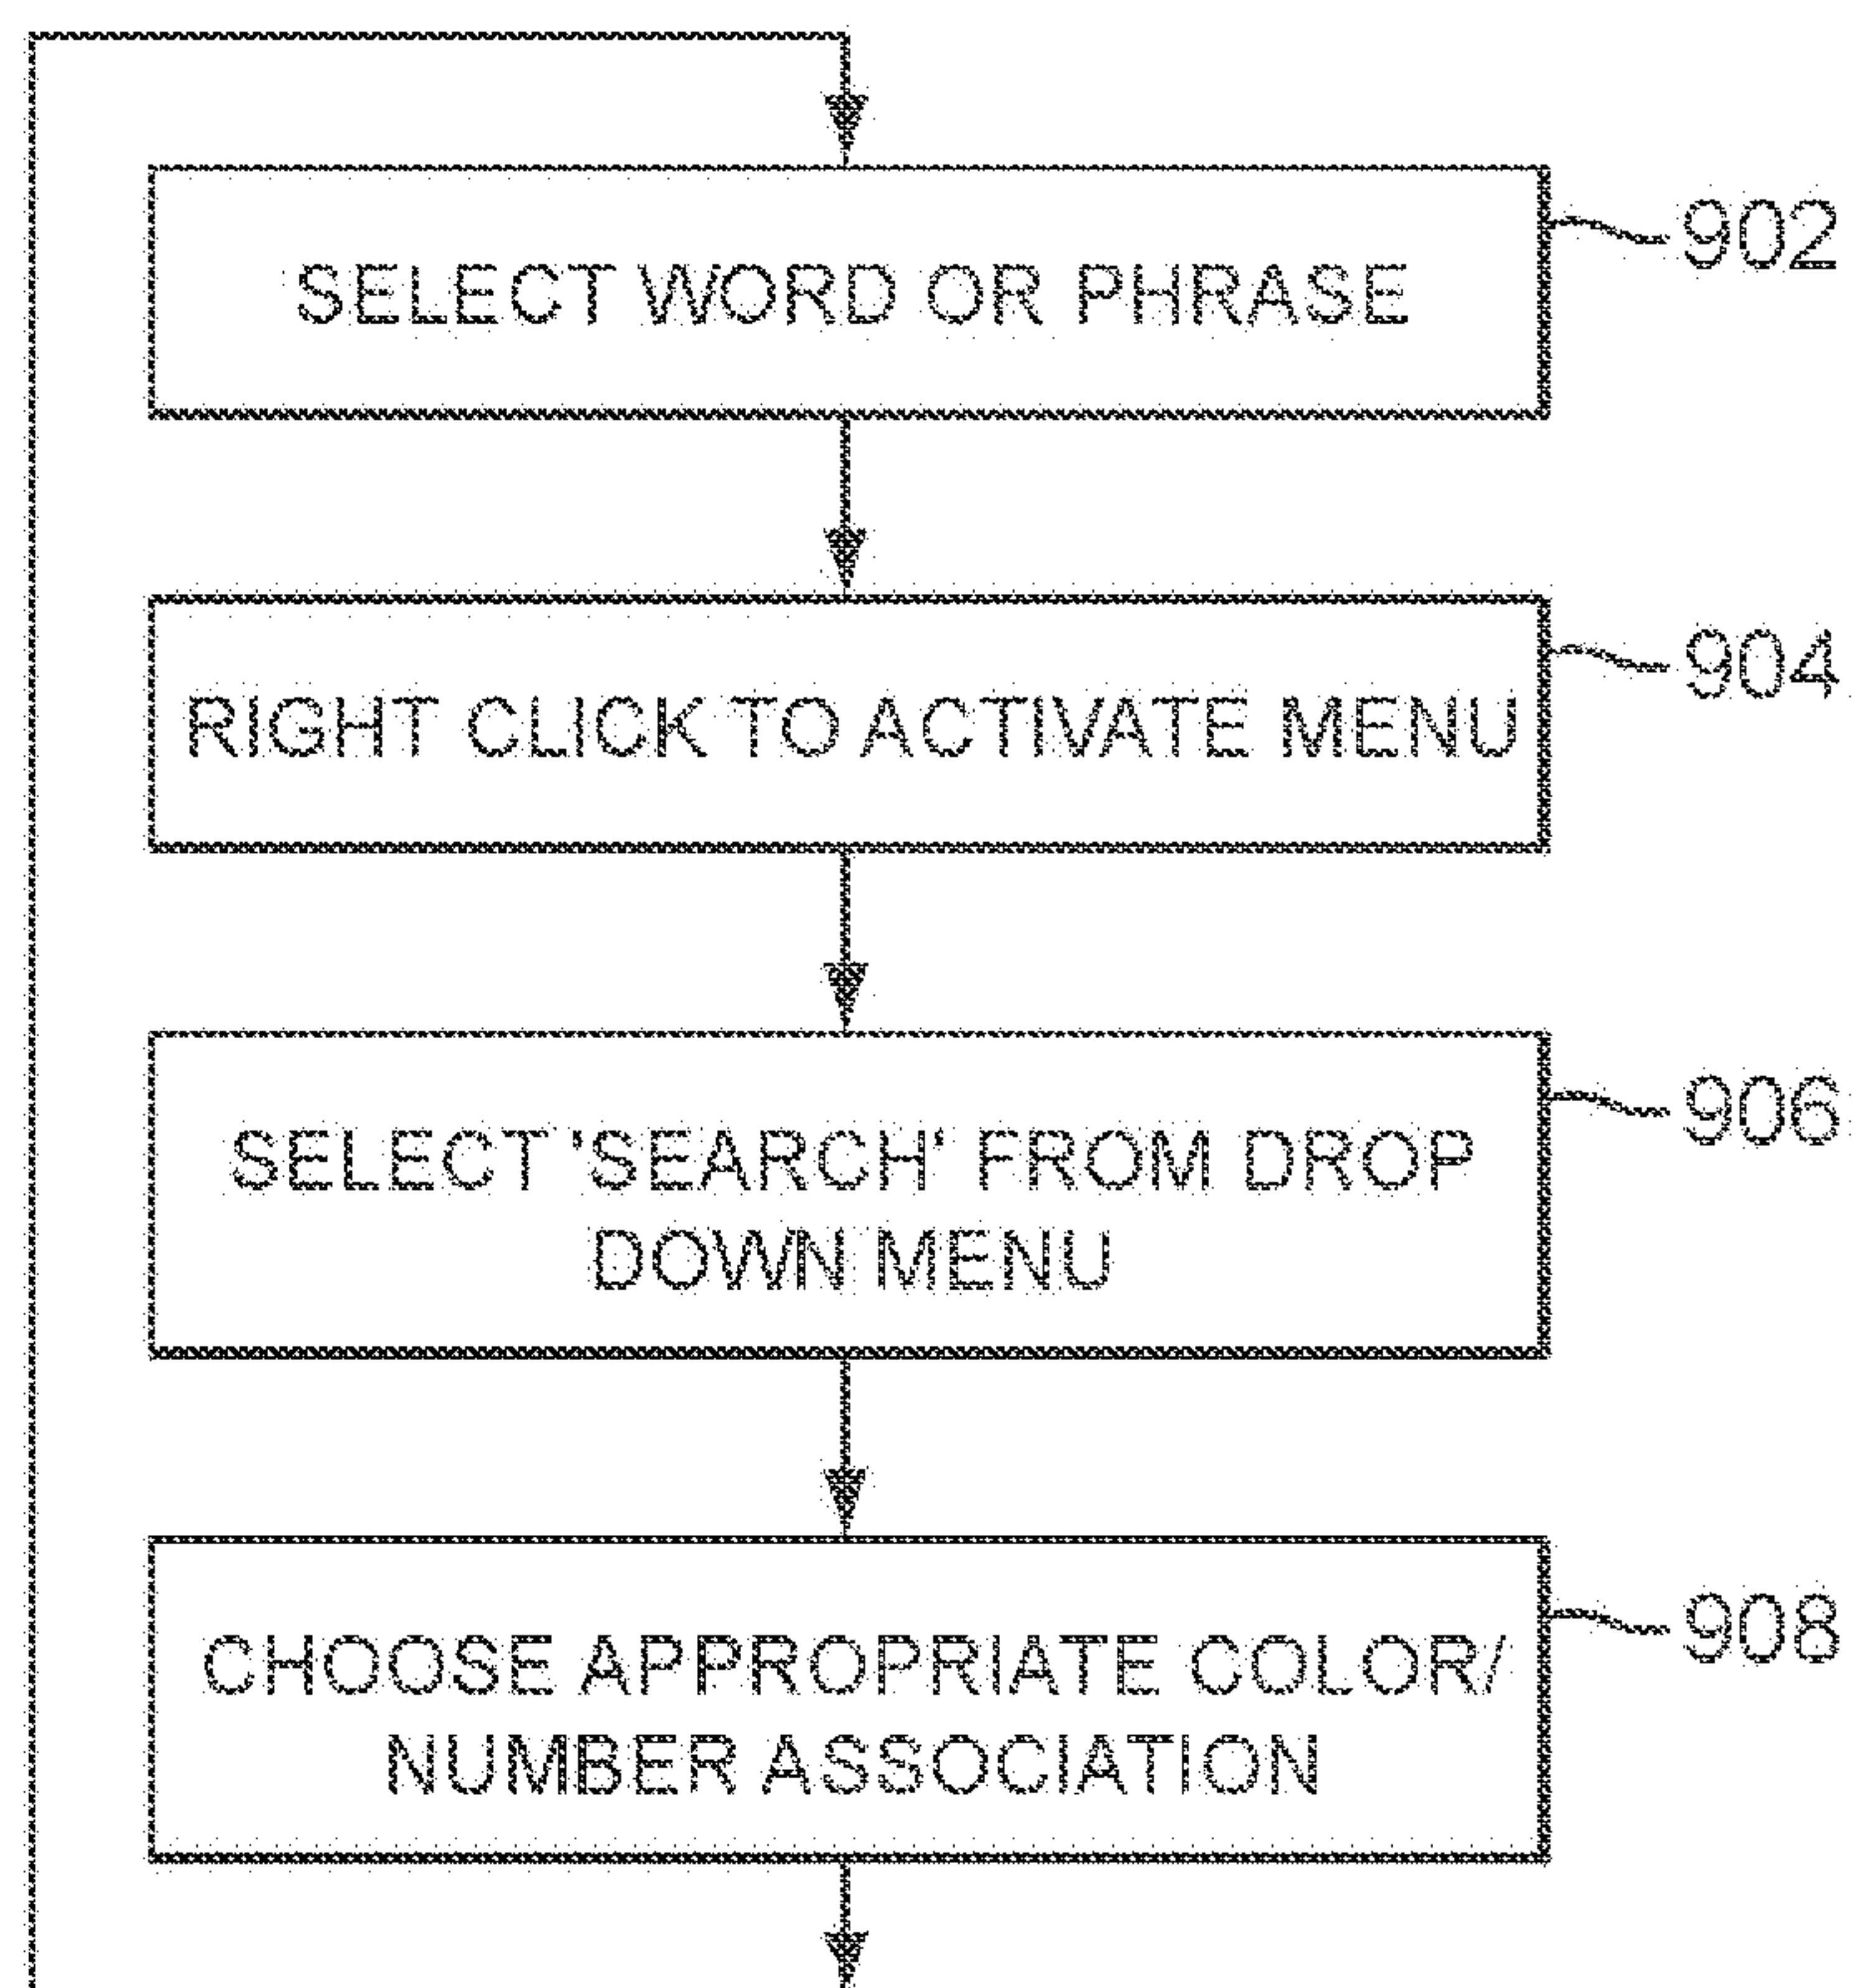 902
SELECT WORD OR PHRASE
904
RIGHT CLICK TO ACTIVATE MENU
906
SELECT 'SEARCH' FROM DROP
DOWN MENU
908
CHOOSE APPROPRIATE COLOR/
NUMBER ASSOCIATION